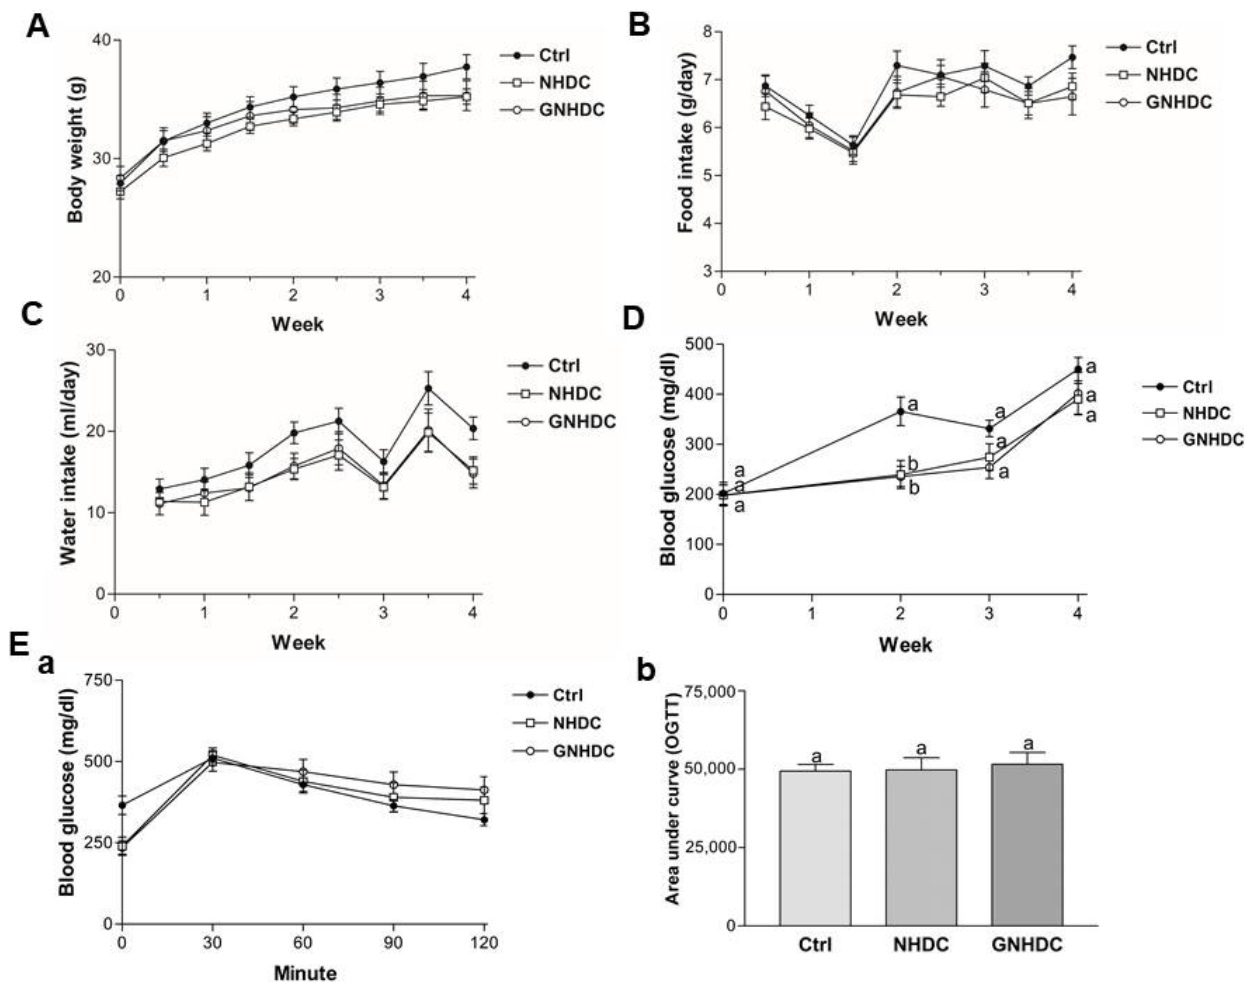 A
40
30
20
Body weight (g)
0 1 2 3 4
Week
Ctrl
NHDC
GNHDC
B
8
7
6
5
4
3
Food intake (g/day)
0 1 2 3 4
Week
Ctrl
NHDC
GNHDC
C
30
20
10
0
Water intake (ml/day)
0 1 2 3 4
Week
Ctrl
NHDC
GNHDC
D
500
400
300
200
100
0
Blood glucose (mg/dl)
a
a
a
a
b
b
a
a
a
a
a
a
0 1 2 3 4
Week
Ctrl
NHDC
GNHDC
E
a
750
500
250
0
Blood glucose (mg/dl)
0 30 60 90 120
Minute
Ctrl
NHDC
GNHDC
b
75,000
50,000
25,000
0
Area under curve (OGTT)
a a a
Ctrl NHDC GNHDC